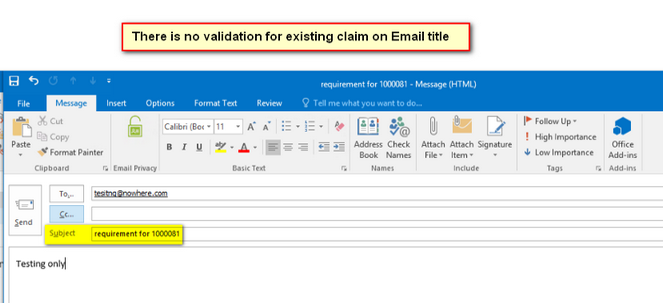 There is no validation for existing claim on Email title
requirement for 1000081 - Message (HTML)
File Message Insert Options Format Text Review Tell me what you want to do...
Cut
Copy
Paste
Format Painter
Clipboard
Email Privacy
Calibri (Boc 11 A A
B I U A
Basic Text
Address Book
Check Names
Names
Attach File
Attach Item
Signature
Include
Follow Up
High Importance
Low Importance
Tags
Office Add-ins
Add-ins
Send
To... tesitng@nowhere.com
Cc...
Subject requirement for 1000081
Testing only